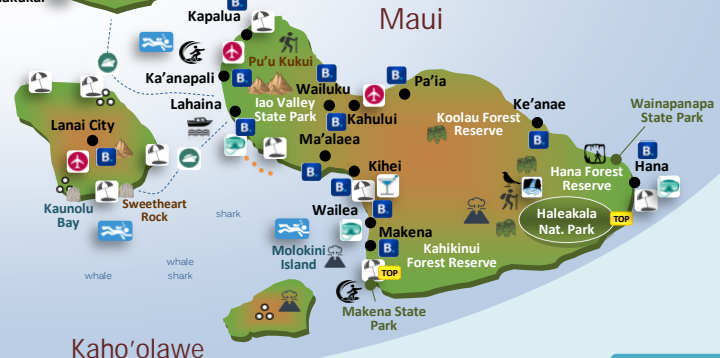 Maui
Kapalua
Pu'u Kukui
Ka'anapali
Wailuku
Pa'ia
Lahaina
Iao Valley
State Park
Kahului
Ke'anae
Wainapanapa
State Park
Koolau Forest
Reserve
Lanai City
Ma'alaea
Kihei
Hana Forest
Reserve
Hana
Kaunolu
Bay
Sweetheart
Rock
shark
Wailea
Haleakala
Nat. Park
TOP
Makena
Molokini
Island
Kahikinui
Forest Reserve
whale
whale
shark
TOP
Makena State
Park
Kaho'olawe
B.
B.
B.
B.
B.
B.
B.
B.
B.
B.
B.
B.